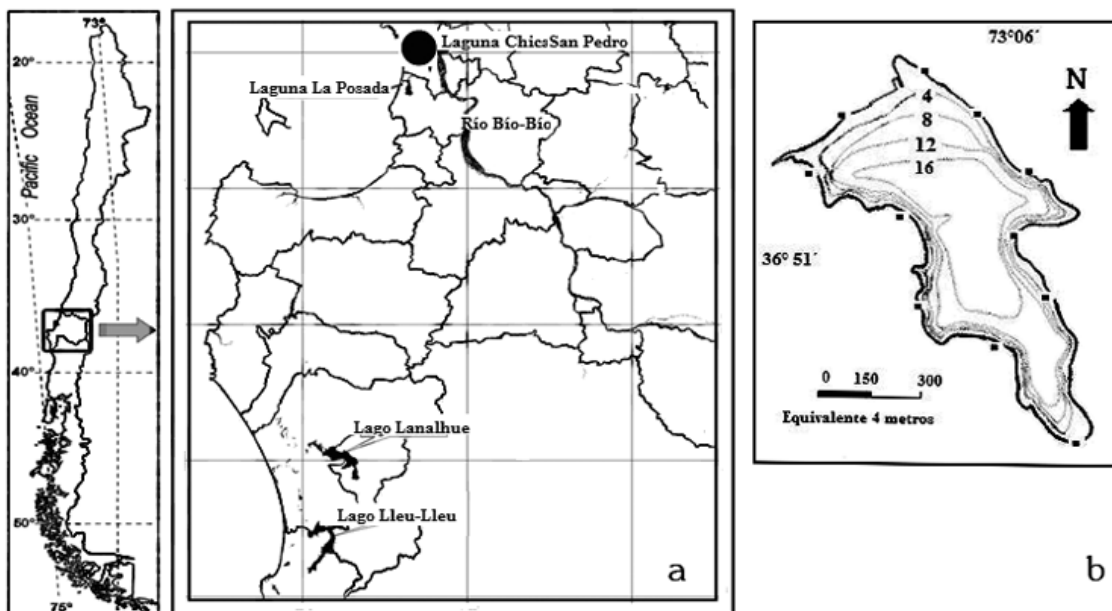 73°
20°
Pacific Ocean
30°
40°
50°
75°
Laguna ChicsSan Pedro
Laguna La Posada
Río Bío-Bío
Lago Lanalhue
Lago Lleu-Lleu
a
73°06´
N
4
8
12
16
36° 51´
0 150 300
Equivalente 4 metros
b